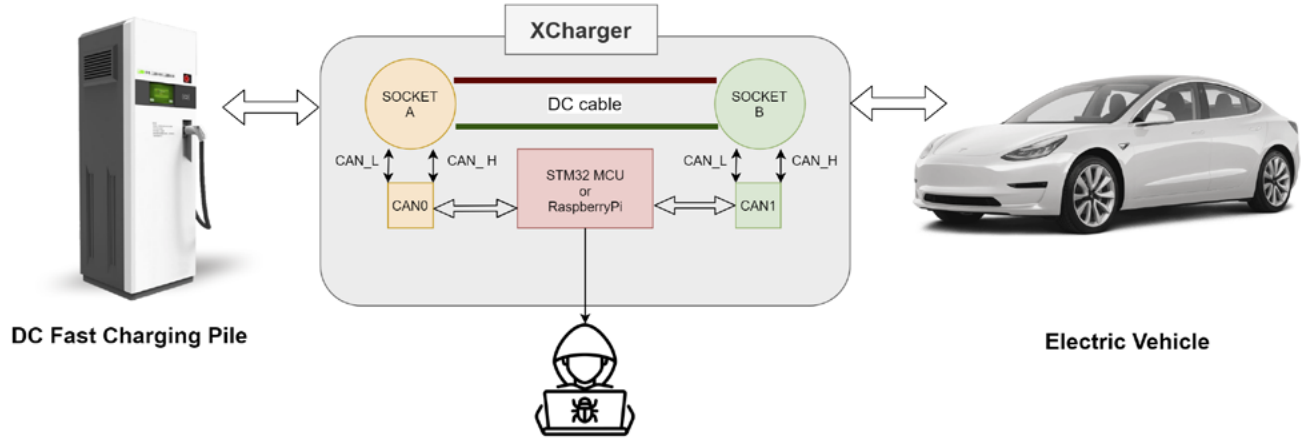 XCharger
SOCKET
A
DC cable
SOCKET
B
CAN_L
CAN_H
CAN_L
CAN_H
STM32 MCU
or
RaspberryPi
CAN0
CAN1
DC Fast Charging Pile
Electric Vehicle